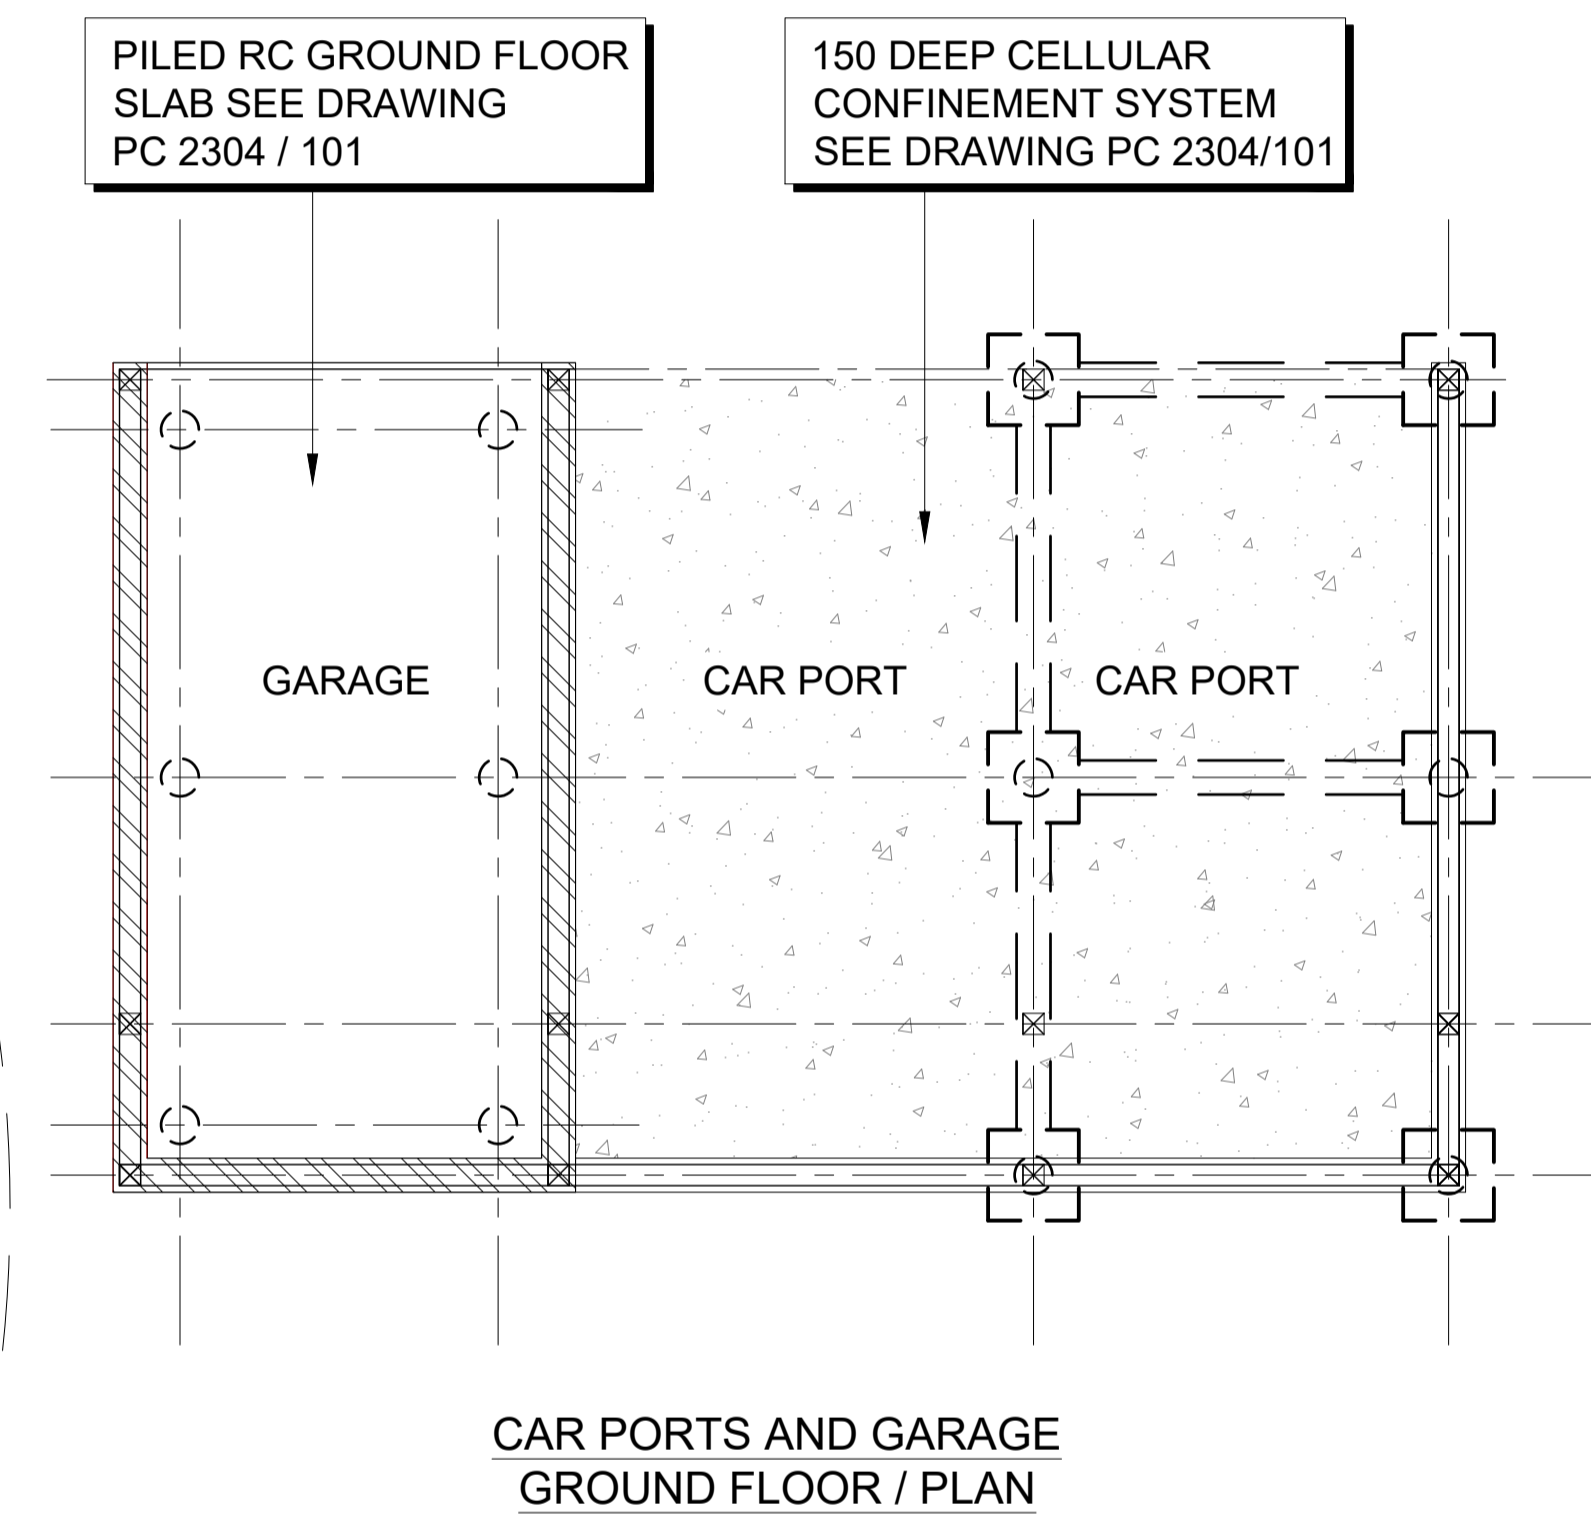 PILED RC GROUND FLOOR
SLAB SEE DRAWING
PC 2304 / 101
150 DEEP CELLULAR
CONFINEMENT SYSTEM
SEE DRAWING PC 2304/101
GARAGE
CAR PORT
CAR PORT
CAR PORTS AND GARAGE
GROUND FLOOR / PLAN